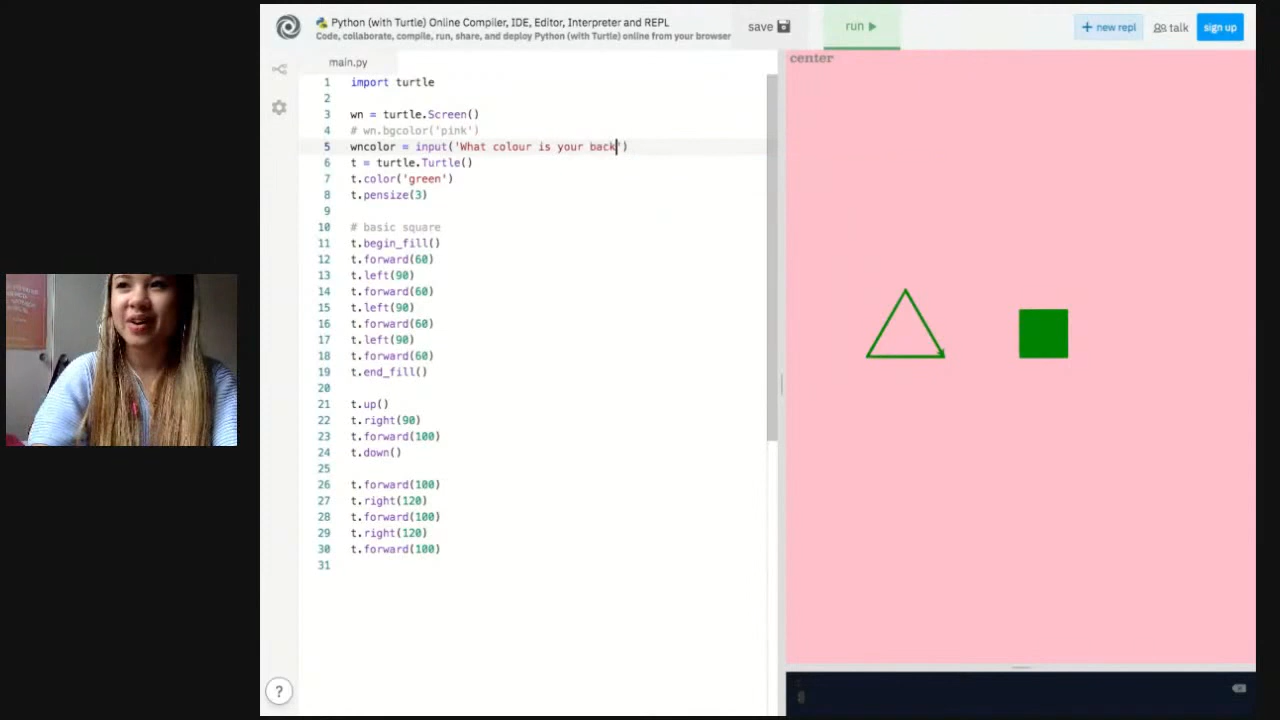 Python (with Turtle) Online Compiler, IDE, Editor, Interpreter and REPL
Code, collaborate, compile, run, share, and deploy Python (with Turtle) online from your browser
save
run
+ new repl
talk
sign up
main.py
center
1 import turtle
2
3 wn = turtle.Screen()
4 # wn.bgcolor('pink')
5 wncolor = input('What colour is your back')
6 t = turtle.Turtle()
7 t.color('green')
8 t.pensize(3)
9
10 # basic square
11 t.begin_fill()
12 t.forward(60)
13 t.left(90)
14 t.forward(60)
15 t.left(90)
16 t.forward(60)
17 t.left(90)
18 t.forward(60)
19 t.end_fill()
20
21 t.up()
22 t.right(90)
23 t.forward(100)
24 t.down()
25
26 t.forward(100)
27 t.right(120)
28 t.forward(100)
29 t.right(120)
30 t.forward(100)
31
?